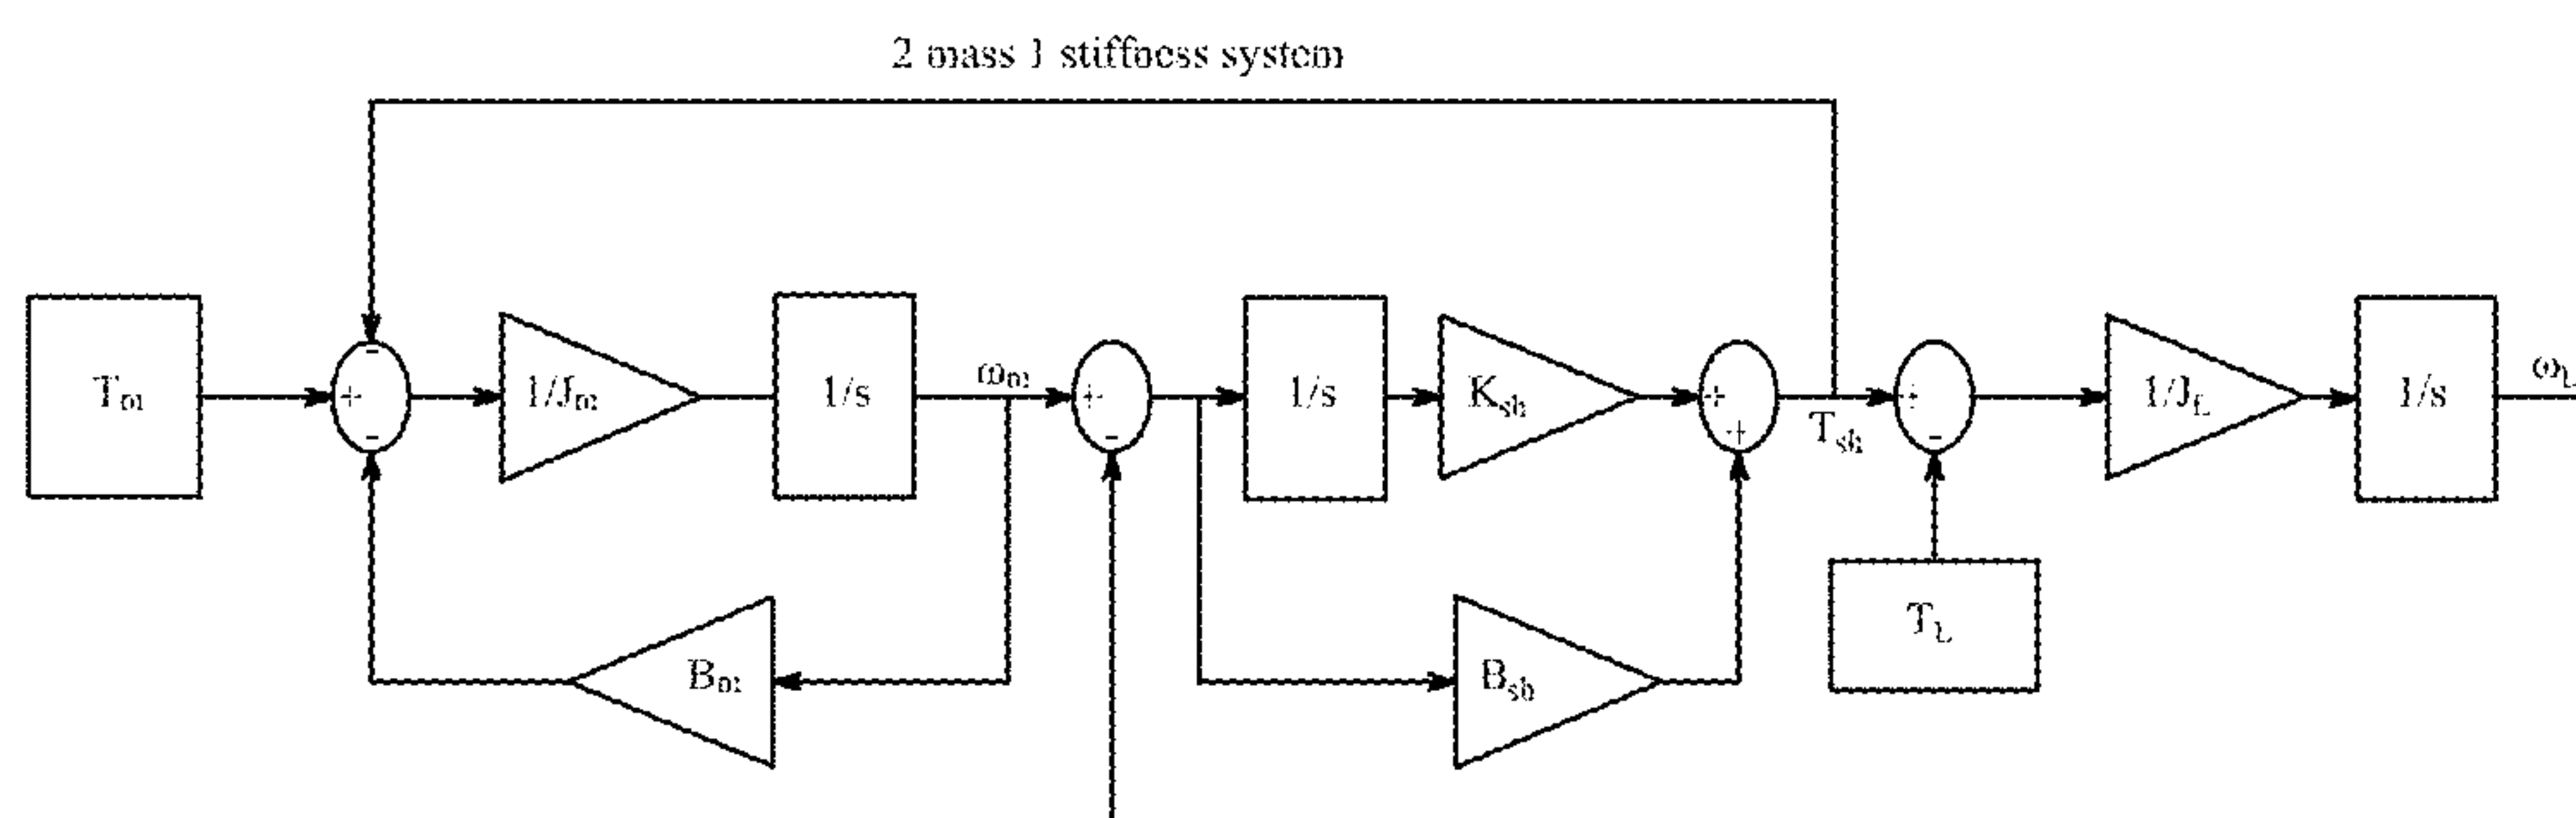 2 mass 1 stiffness system
Tm
+
-
-
1/Jm
1/s
ωm
+
-
1/s
Ksh
+
+
Tsh
+
-
1/JL
1/s
ωL
Bm
Bsh
TL